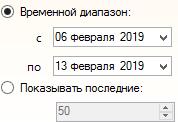 Временной диапазон:
с 06 февраля 2019
по 13 февраля 2019
Показывать последние:
50